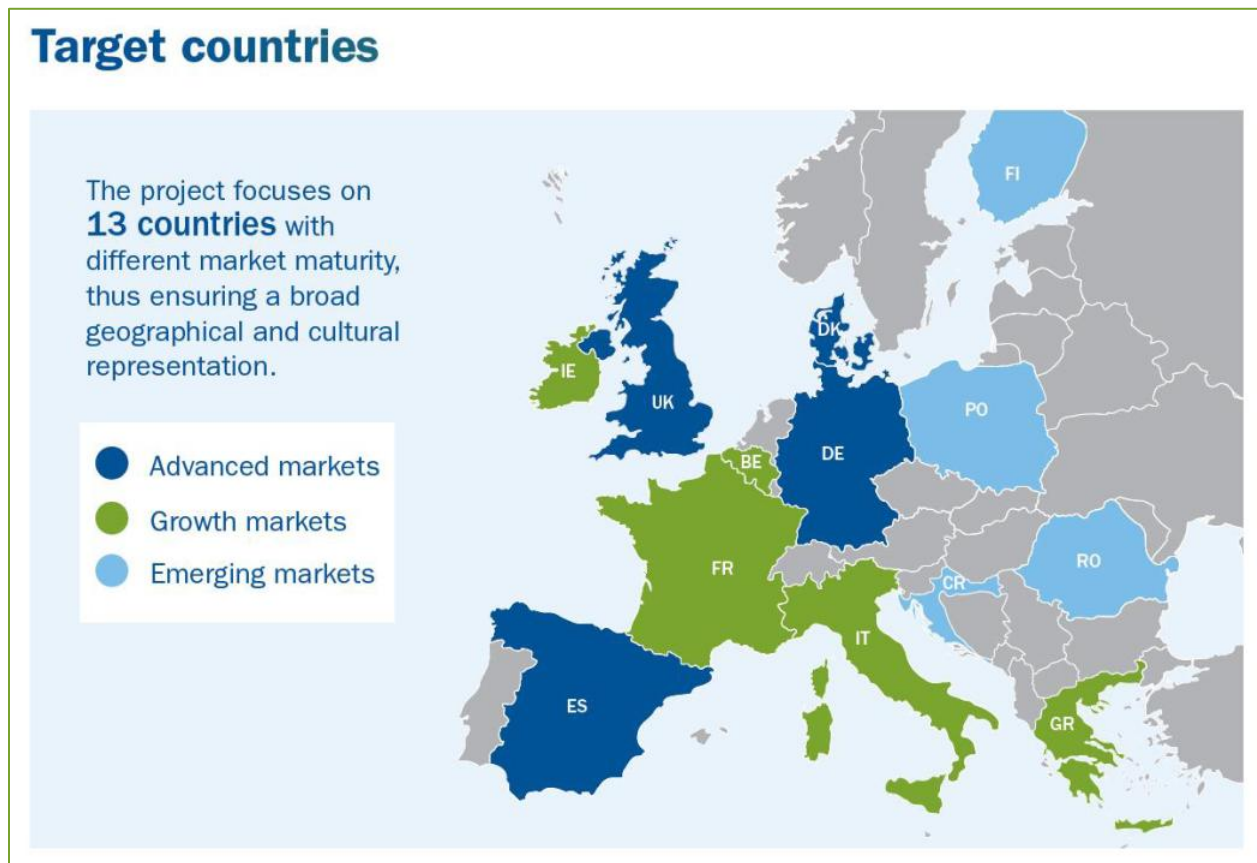 Target countries
The project focuses on
13 countries with
different market maturity,
thus ensuring a broad
geographical and cultural
representation.
Advanced markets
Growth markets
Emerging markets
FI
DK
IE
UK
PO
BE
DE
FR
RO
CR
IT
ES
GR